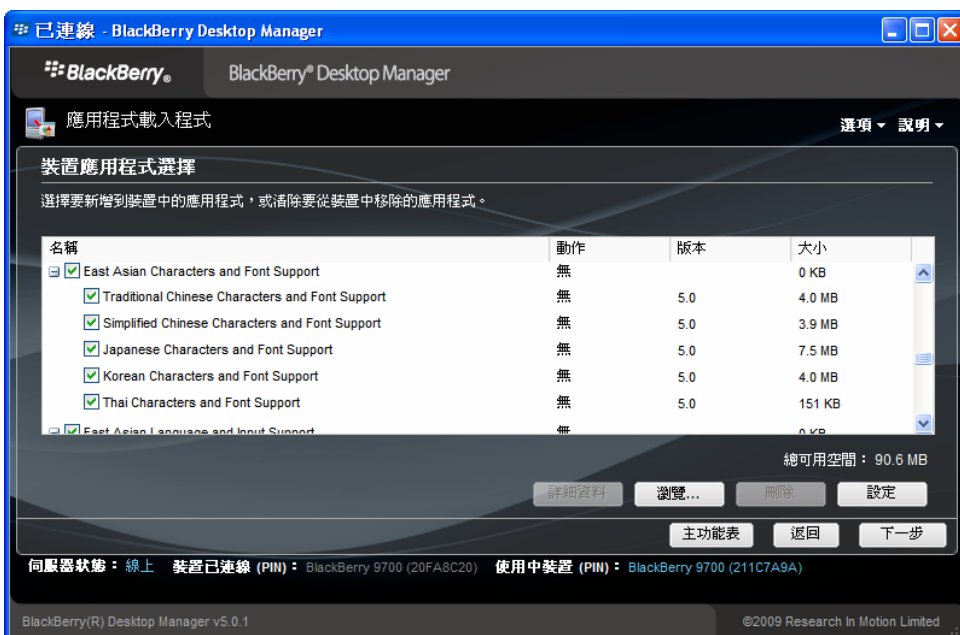 已連線 - BlackBerry Desktop Manager
BlackBerry® BlackBerry® Desktop Manager
應用程式載入程式 選項 說明
裝置應用程式選擇
選擇要新增到裝置中的應用程式，或清除要從裝置中移除的應用程式。
名稱 動作 版本 大小
East Asian Characters and Font Support 無 0 KB
Traditional Chinese Characters and Font Support 無 5.0 4.0 MB
Simplified Chinese Characters and Font Support 無 5.0 3.9 MB
Japanese Characters and Font Support 無 5.0 7.5 MB
Korean Characters and Font Support 無 5.0 4.0 MB
Thai Characters and Font Support 無 5.0 151 KB
East Asian Language and Input Support 無 0 KB
總可用空間： 90.6 MB
詳細資料 瀏覽... 刪除 設定
主功能表 返回 下一步
伺服器狀態： 線上 裝置已連線 (PIN)： BlackBerry 9700 (20FA8C20) 使用中裝置 (PIN)： BlackBerry 9700 (211C7A9A)
BlackBerry(R) Desktop Manager v5.0.1 ©2009 Research In Motion Limited